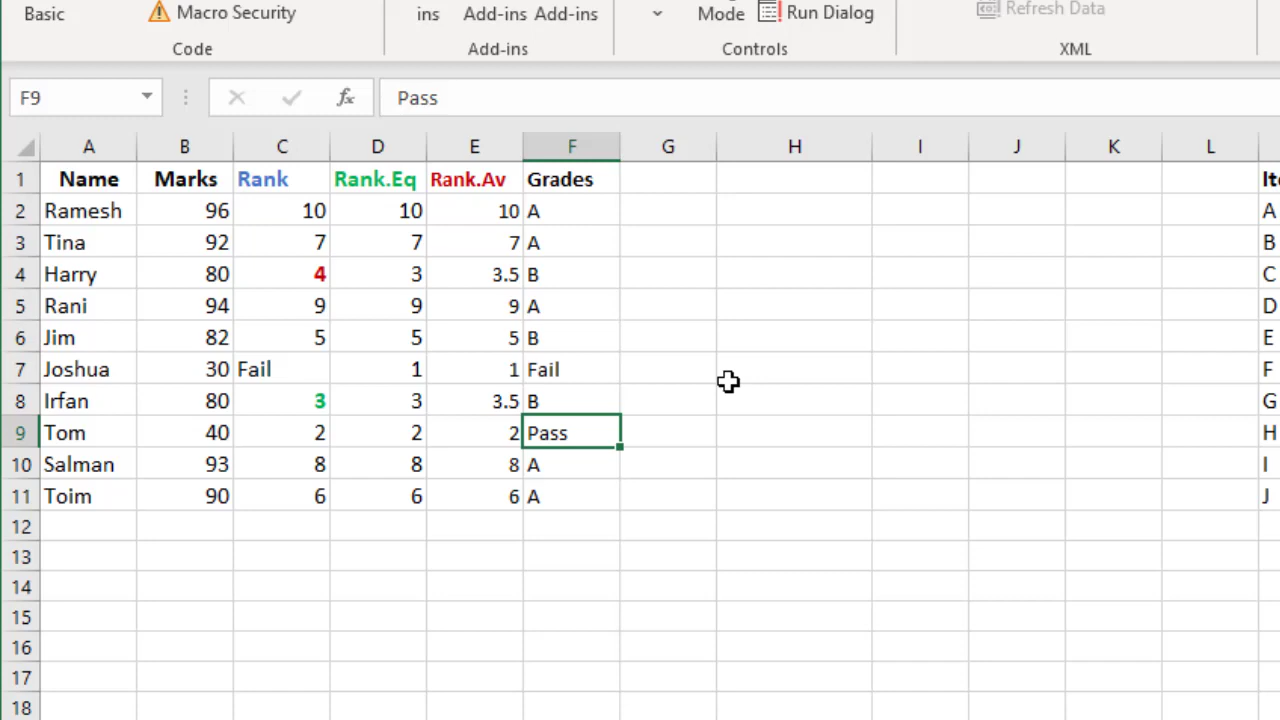 Basic Macro Security ins Add-ins Add-ins Mode Run Dialog Refresh Data
Code Add-ins Controls XML
F9 fx Pass
A B C D E F G H I J K L
1 Name Marks Rank Rank.Eq Rank.Av Grades
2 Ramesh 96 10 10 10 A A
3 Tina 92 7 7 7 A B
4 Harry 80 4 3 3.5 B C
5 Rani 94 9 9 9 A D
6 Jim 82 5 5 5 B E
7 Joshua 30 Fail 1 1 Fail F
8 Irfan 80 3 3 3.5 B G
9 Tom 40 2 2 2 Pass H
10 Salman 93 8 8 8 A I
11 Toim 90 6 6 6 A J
12
13
14
15
16
17
18